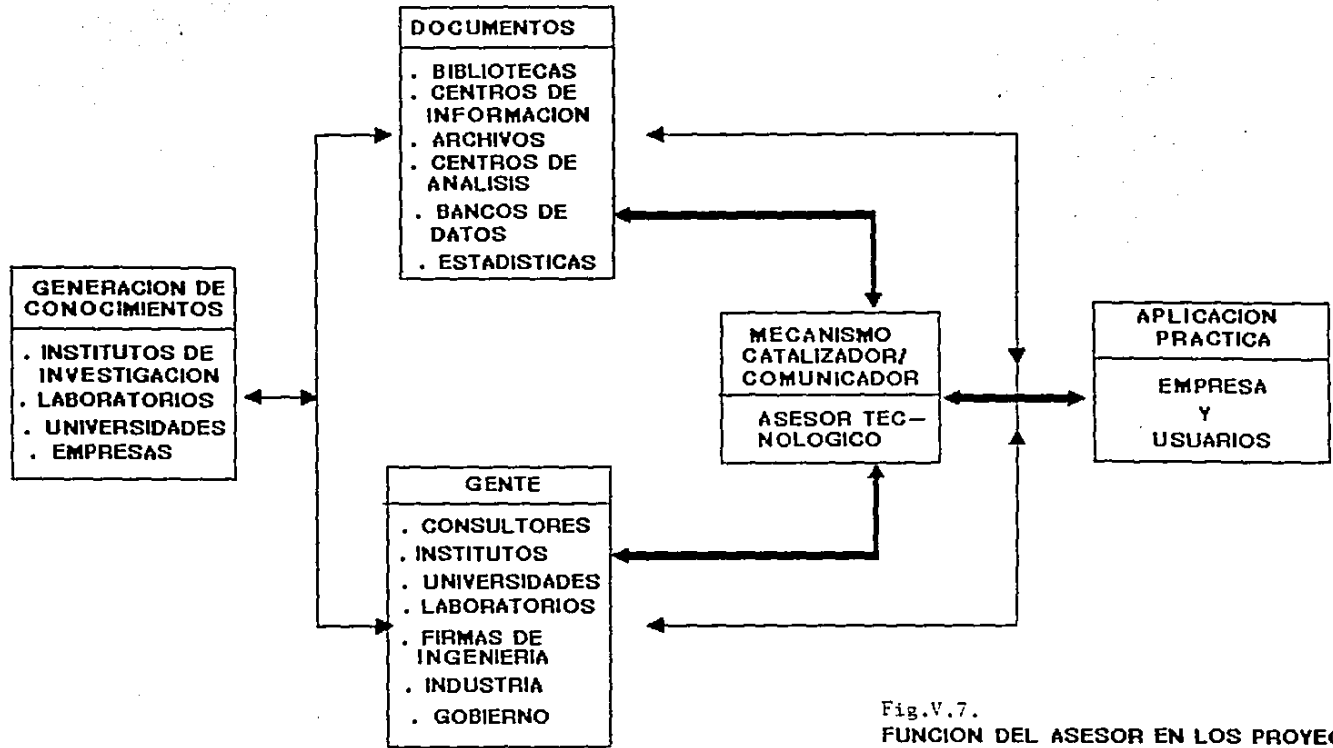 DOCUMENTOS
. BIBLIOTECAS
. CENTROS DE
INFORMACION
. ARCHIVOS
. CENTROS DE
ANALISIS
. BANCOS DE
DATOS
. ESTADISTICAS
GENERACION DE
CONOCIMIENTOS
. INSTITUTOS DE
INVESTIGACION
. LABORATORIOS
. UNIVERSIDADES
. EMPRESAS
MECANISMO
CATALIZADOR/
COMUNICADOR
ASESOR TEC-
NOLOGICO
APLICACION
PRACTICA
EMPRESA
Y
USUARIOS
GENTE
. CONSULTORES
. INSTITUTOS
. UNIVERSIDADES
. LABORATORIOS
. FIRMAS DE
INGENIERIA
. INDUSTRIA
. GOBIERNO
Fig.V.7.
FUNCION DEL ASESOR EN LOS PROYEC